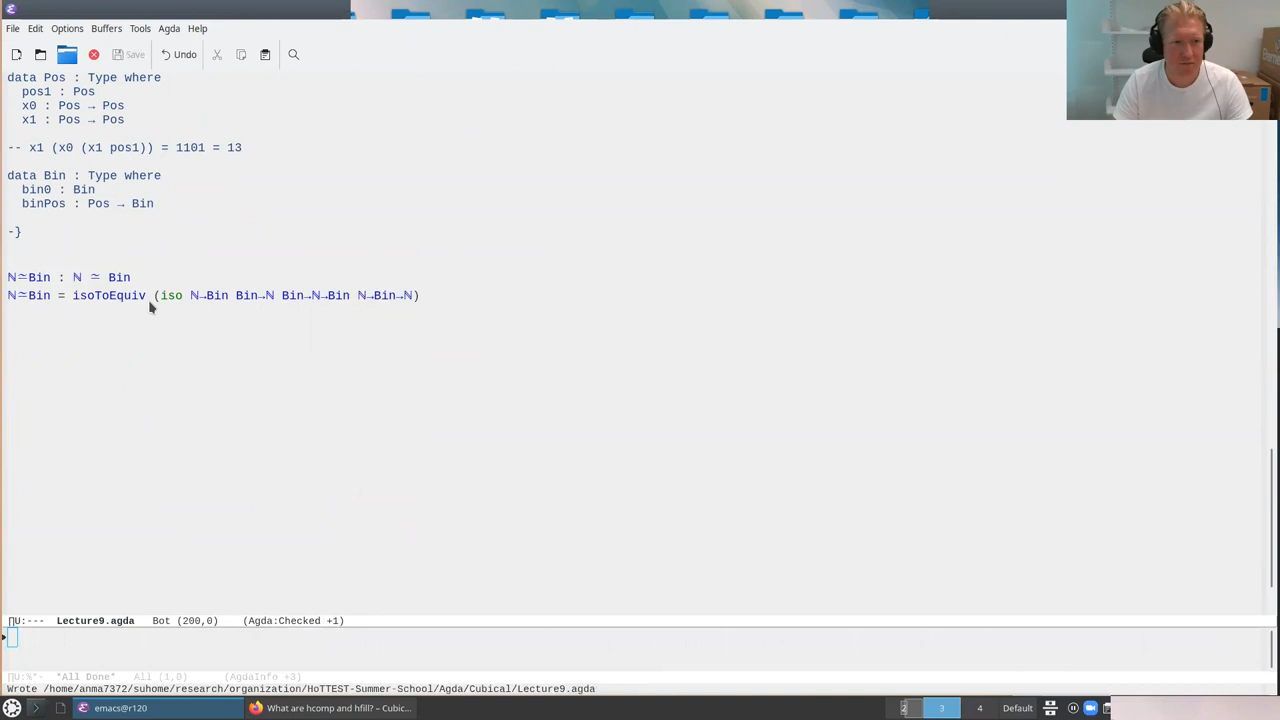 File Edit Options Buffers Tools Agda Help
Save Undo
data Pos : Type where
  pos1 : Pos
  x0 : Pos → Pos
  x1 : Pos → Pos
-- x1 (x0 (x1 pos1)) = 1101 = 13
data Bin : Type where
  bin0 : Bin
  binPos : Pos → Bin
-}
ℕ≃Bin : ℕ ≃ Bin
ℕ≃Bin = isoToEquiv (iso ℕ→Bin Bin→ℕ Bin→ℕ→Bin ℕ→Bin→ℕ)
∏U:--- Lecture9.agda Bot (200,0) (Agda:Checked +1)
∏U:%*- *All Done* All (1,0) (AgdaInfo +3)
Wrote /home/anma7372/suhome/research/organization/HoTTEST-Summer-School/Agda/Cubical/Lecture9.agda
emacs@r120 What are hcomp and hfill? – Cubic... 2 3 4 Default